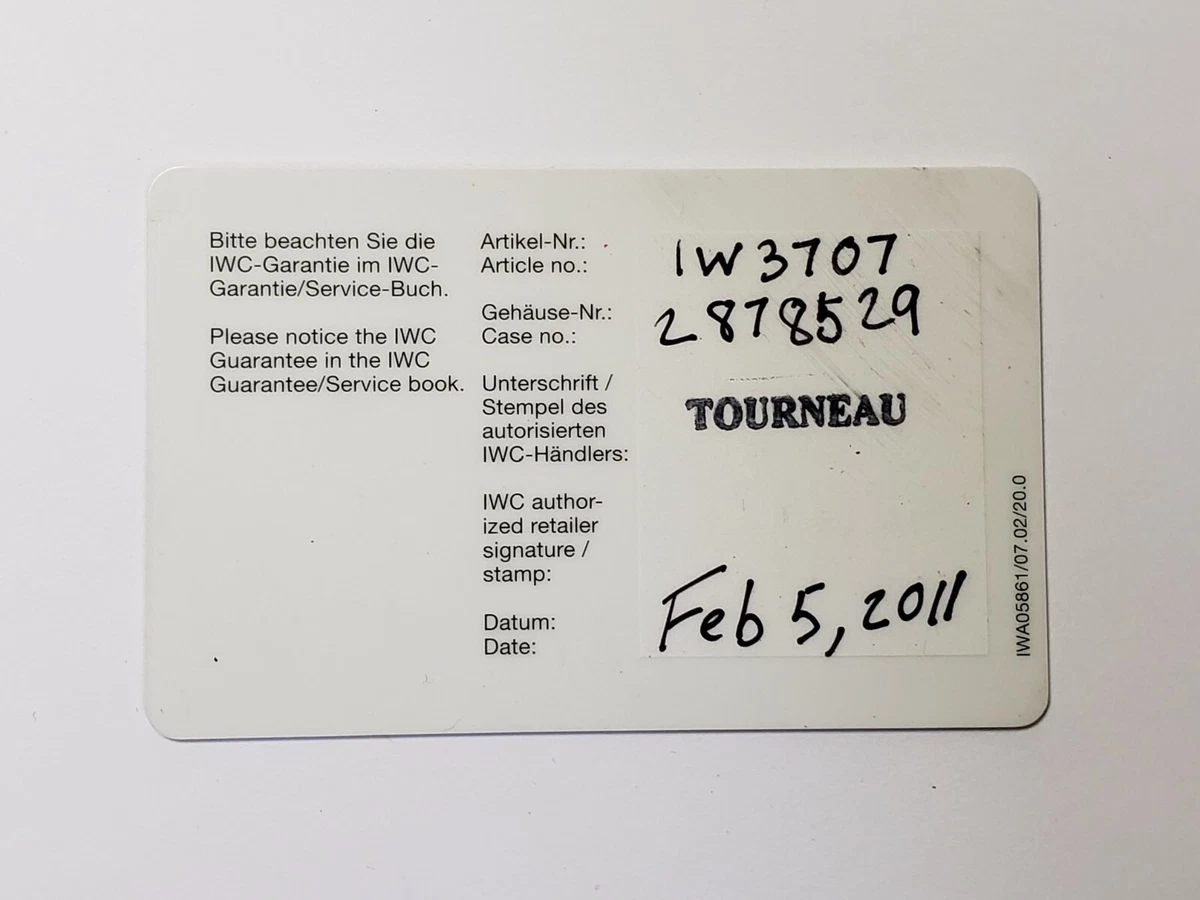 Bitte beachten Sie die
IWC-Garantie im IWC-
Garantie/Service-Buch.
Please notice the IWC
Guarantee in the IWC
Guarantee/Service book.
Artikel-Nr.:
Article no.:
IW3707
Gehäuse-Nr.:
Case no.:
2878529
Unterschrift /
Stempel des
autorisierten
IWC-Händlers:
TOURNEAU
IWC author-
ized retailer
signature /
stamp:
Datum:
Date:
Feb 5, 2011
IWA05861/07.02/20.0